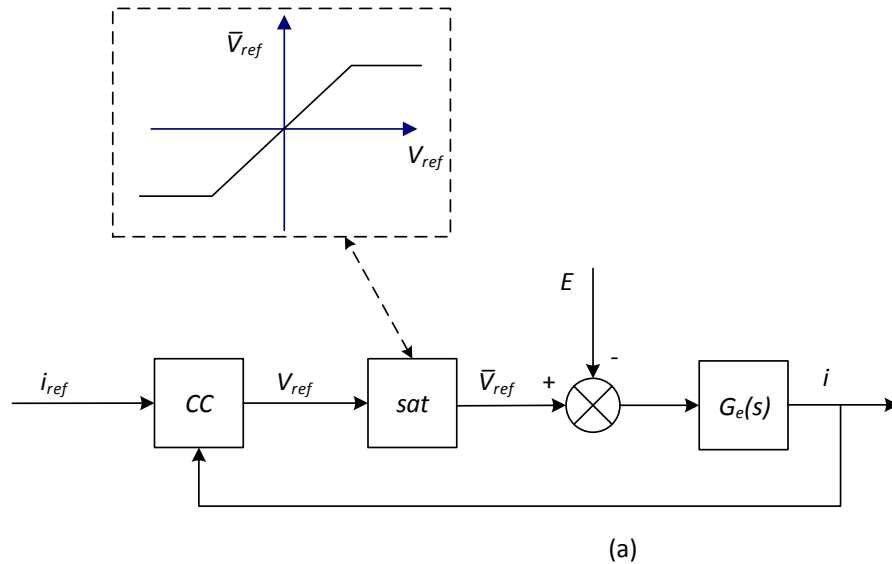 V̅ref
Vref
E
-
iref
CC
Vref
sat
V̅ref
+
Ge(s)
i
(a)